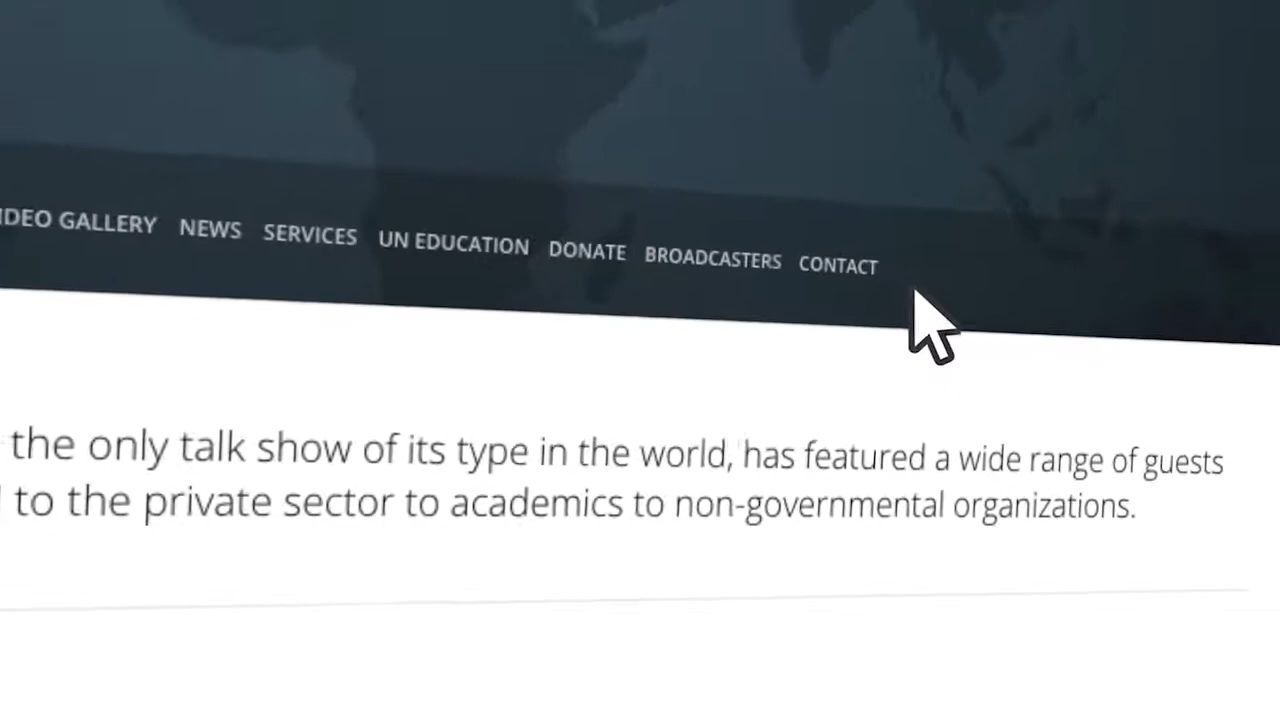 GALLERY NEWS SERVICES UN EDUCATION DONATE BROADCASTERS CONTACT
the only talk show of its type in the world, has featured a wide range of guests
to the private sector to academics to non-governmental organizations.